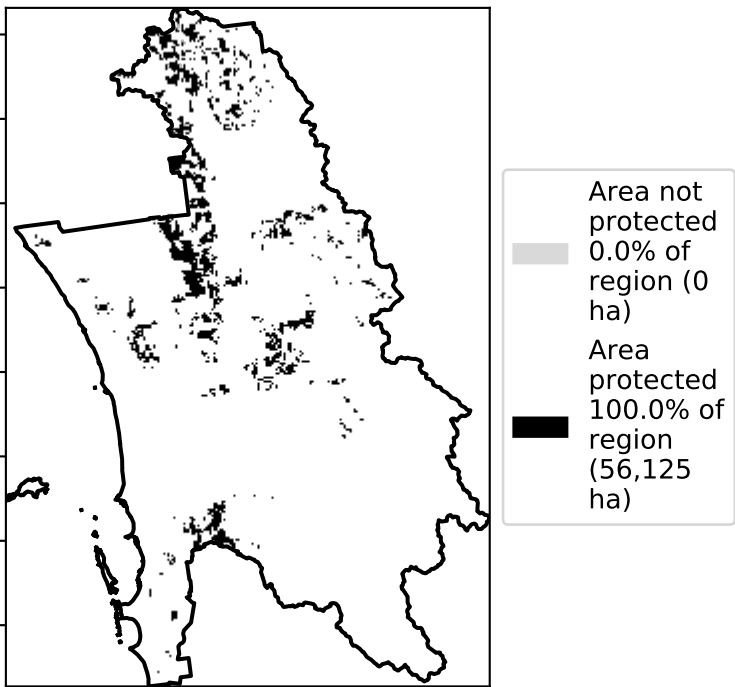 Area not
protected
0.0% of
region (0
ha)
Area
protected
100.0% of
region
(56,125
ha)